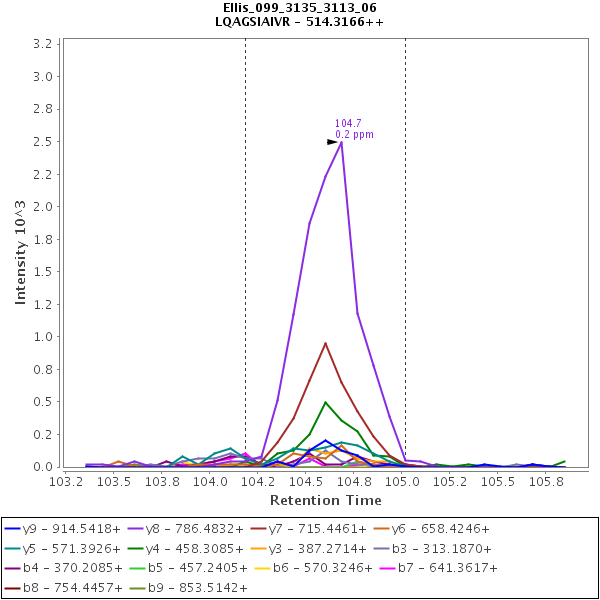 Ellis_099_3135_3113_06
LQAGSIAIVR – 514.3166++
3.2
3.0
2.8
2.5
2.2
2.0
1.8
1.5
1.2
1.0
0.8
0.5
0.2
0.0
Intensity 10^3
104.7
0.2 ppm
103.2 103.5 103.8 104.0 104.2 104.5 104.8 105.0 105.2 105.5 105.8
Retention Time
y9 – 914.5418+ y8 – 786.4832+ y7 – 715.4461+ y6 – 658.4246+
y5 – 571.3926+ y4 – 458.3085+ y3 – 387.2714+ b3 – 313.1870+
b4 – 370.2085+ b5 – 457.2405+ b6 – 570.3246+ b7 – 641.3617+
b8 – 754.4457+ b9 – 853.5142+